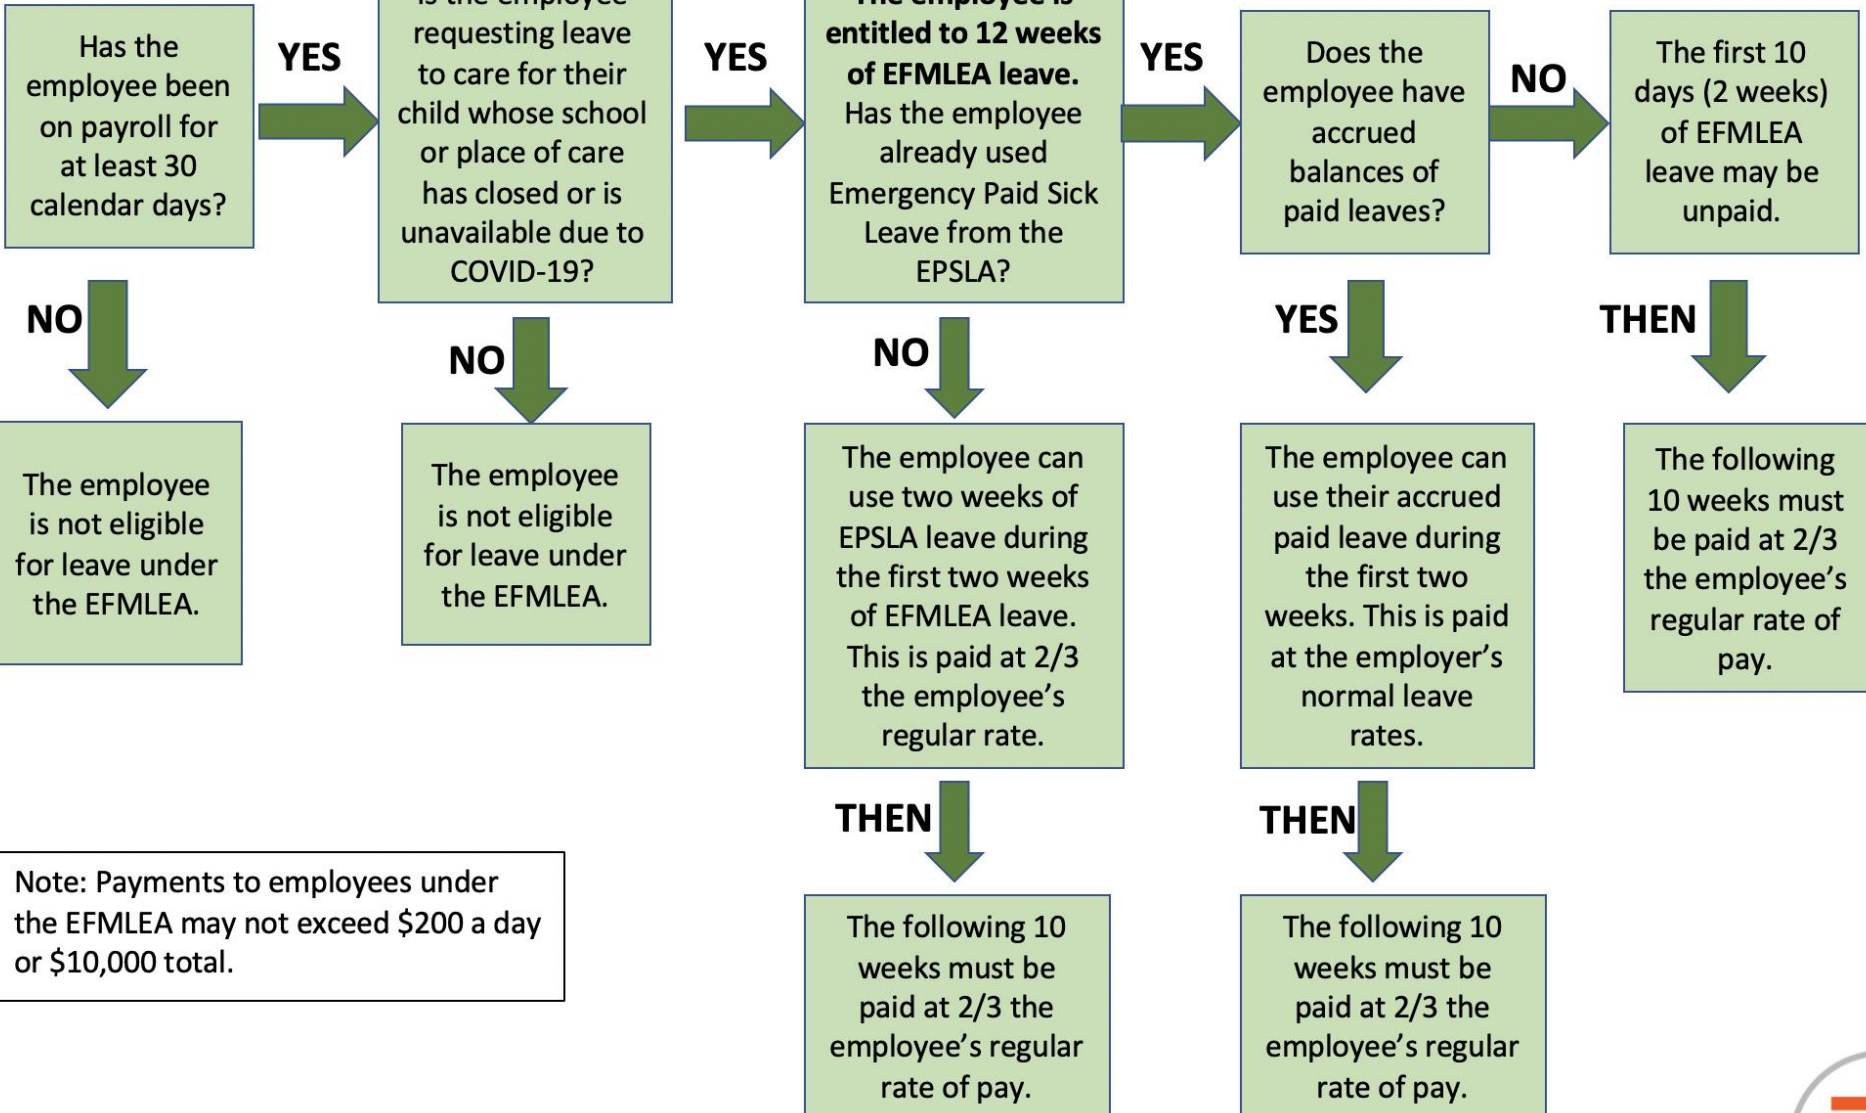 Has the
employee been
on payroll for
at least 30
calendar days?
YES
is the employee
requesting leave
to care for their
child whose school
or place of care
has closed or is
unavailable due to
COVID-19?
YES
The employee is
entitled to 12 weeks
of EFMLEA leave.
Has the employee
already used
Emergency Paid Sick
Leave from the
EPSLA?
YES
Does the
employee have
accrued
balances of
paid leaves?
NO
The first 10
days (2 weeks)
of EFMLEA
leave may be
unpaid.
NO
NO
NO
YES
THEN
The employee
is not eligible
for leave under
the EFMLEA.
The employee
is not eligible
for leave under
the EFMLEA.
The employee can
use two weeks of
EPSLA leave during
the first two weeks
of EFMLEA leave.
This is paid at 2/3
the employee’s
regular rate.
The employee can
use their accrued
paid leave during
the first two
weeks. This is paid
at the employer’s
normal leave
rates.
The following
10 weeks must
be paid at 2/3
the employee’s
regular rate of
pay.
THEN
THEN
Note: Payments to employees under
the EFMLEA may not exceed $200 a day
or $10,000 total.
The following 10
weeks must be
paid at 2/3 the
employee’s regular
rate of pay.
The following 10
weeks must be
paid at 2/3 the
employee’s regular
rate of pay.